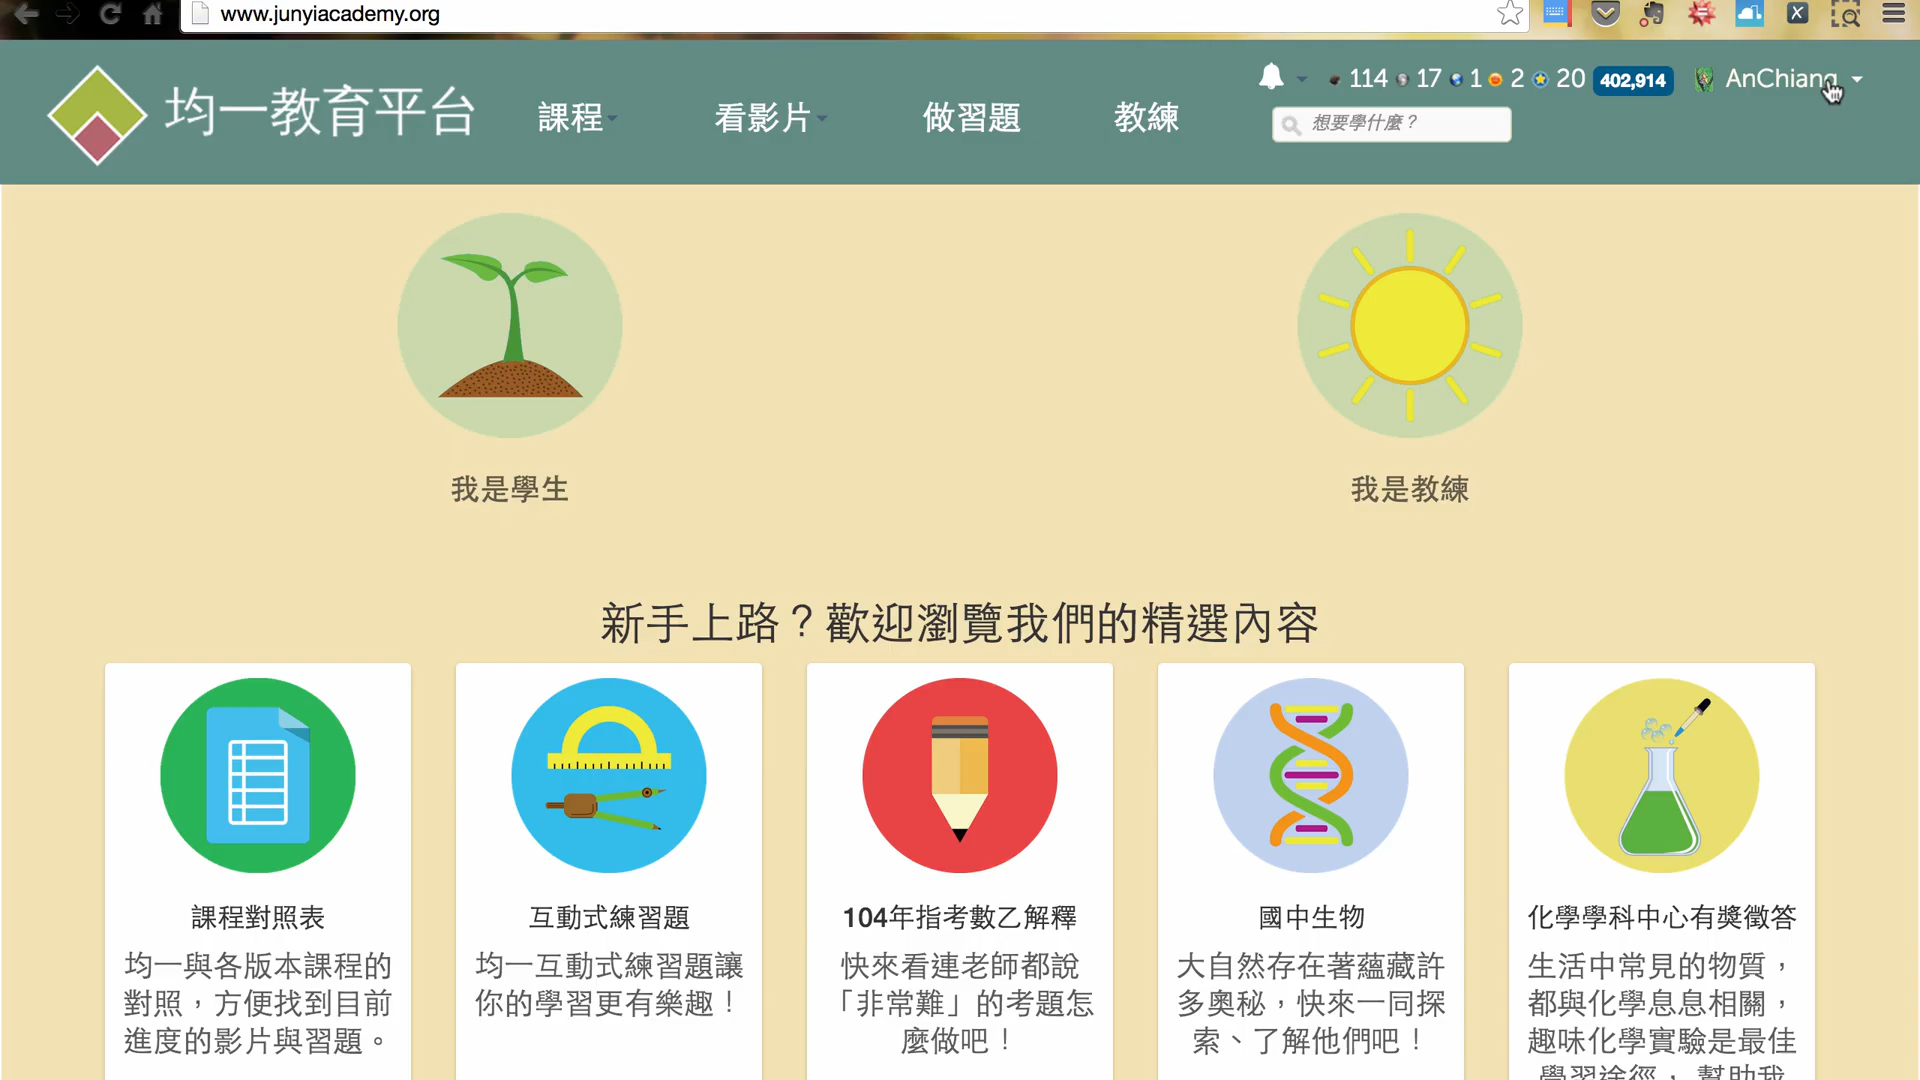 www.junyiacademy.org
均一教育平台
課程
看影片
做習題
教練
114 17 1 2 20 402,914 AnChiang
想要學什麼？
我是學生
我是教練
新手上路？歡迎瀏覽我們的精選內容
課程對照表
均一與各版本課程的
對照，方便找到目前
進度的影片與習題。
互動式練習題
均一互動式練習題讓
你的學習更有樂趣！
104年指考數乙解釋
快來看連老師都說
「非常難」的考題怎
麼做吧！
國中生物
大自然存在著蘊藏許
多奧秘，快來一同探
索、了解他們吧！
化學學科中心有獎徵答
生活中常見的物質，
都與化學息息相關，
趣味化學實驗是最佳
學習途徑，幫助我